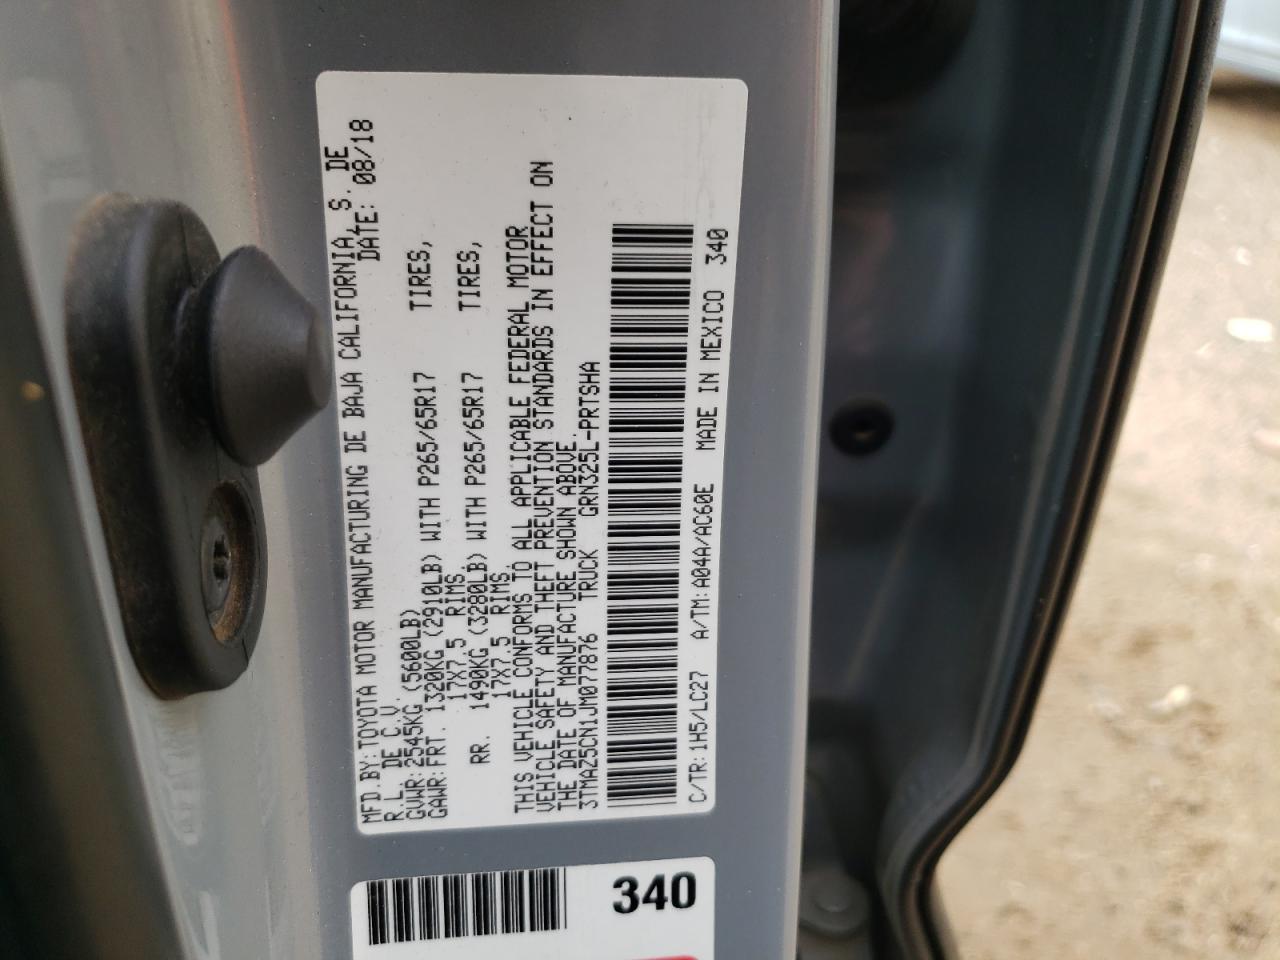 MFD.BY:TOYOTA MOTOR MANUFACTURING DE BAJA CALIFORNIA, S. DE
R.L. DE C.V. DATE: 08/18
GVWR:2545KG (5600LB)
GAWR:FRT. 1320KG (2910LB) WITH P265/65R17 TIRES,
17X7.5 RIMS,
RR. 1490KG (3280LB) WITH P265/65R17 TIRES,
17X7.5 RIMS.
THIS VEHICLE CONFORMS TO ALL APPLICABLE FEDERAL MOTOR
VEHICLE SAFETY AND THEFT PREVENTION STANDARDS IN EFFECT ON
THE DATE OF MANUFACTURE SHOWN ABOVE.
3TMAZ5CN1JM077876 TRUCK GRN325L-PRTSHA
C/TR:1H5/LC27 A/TM:A04A/AC60E MADE IN MEXICO 340
340